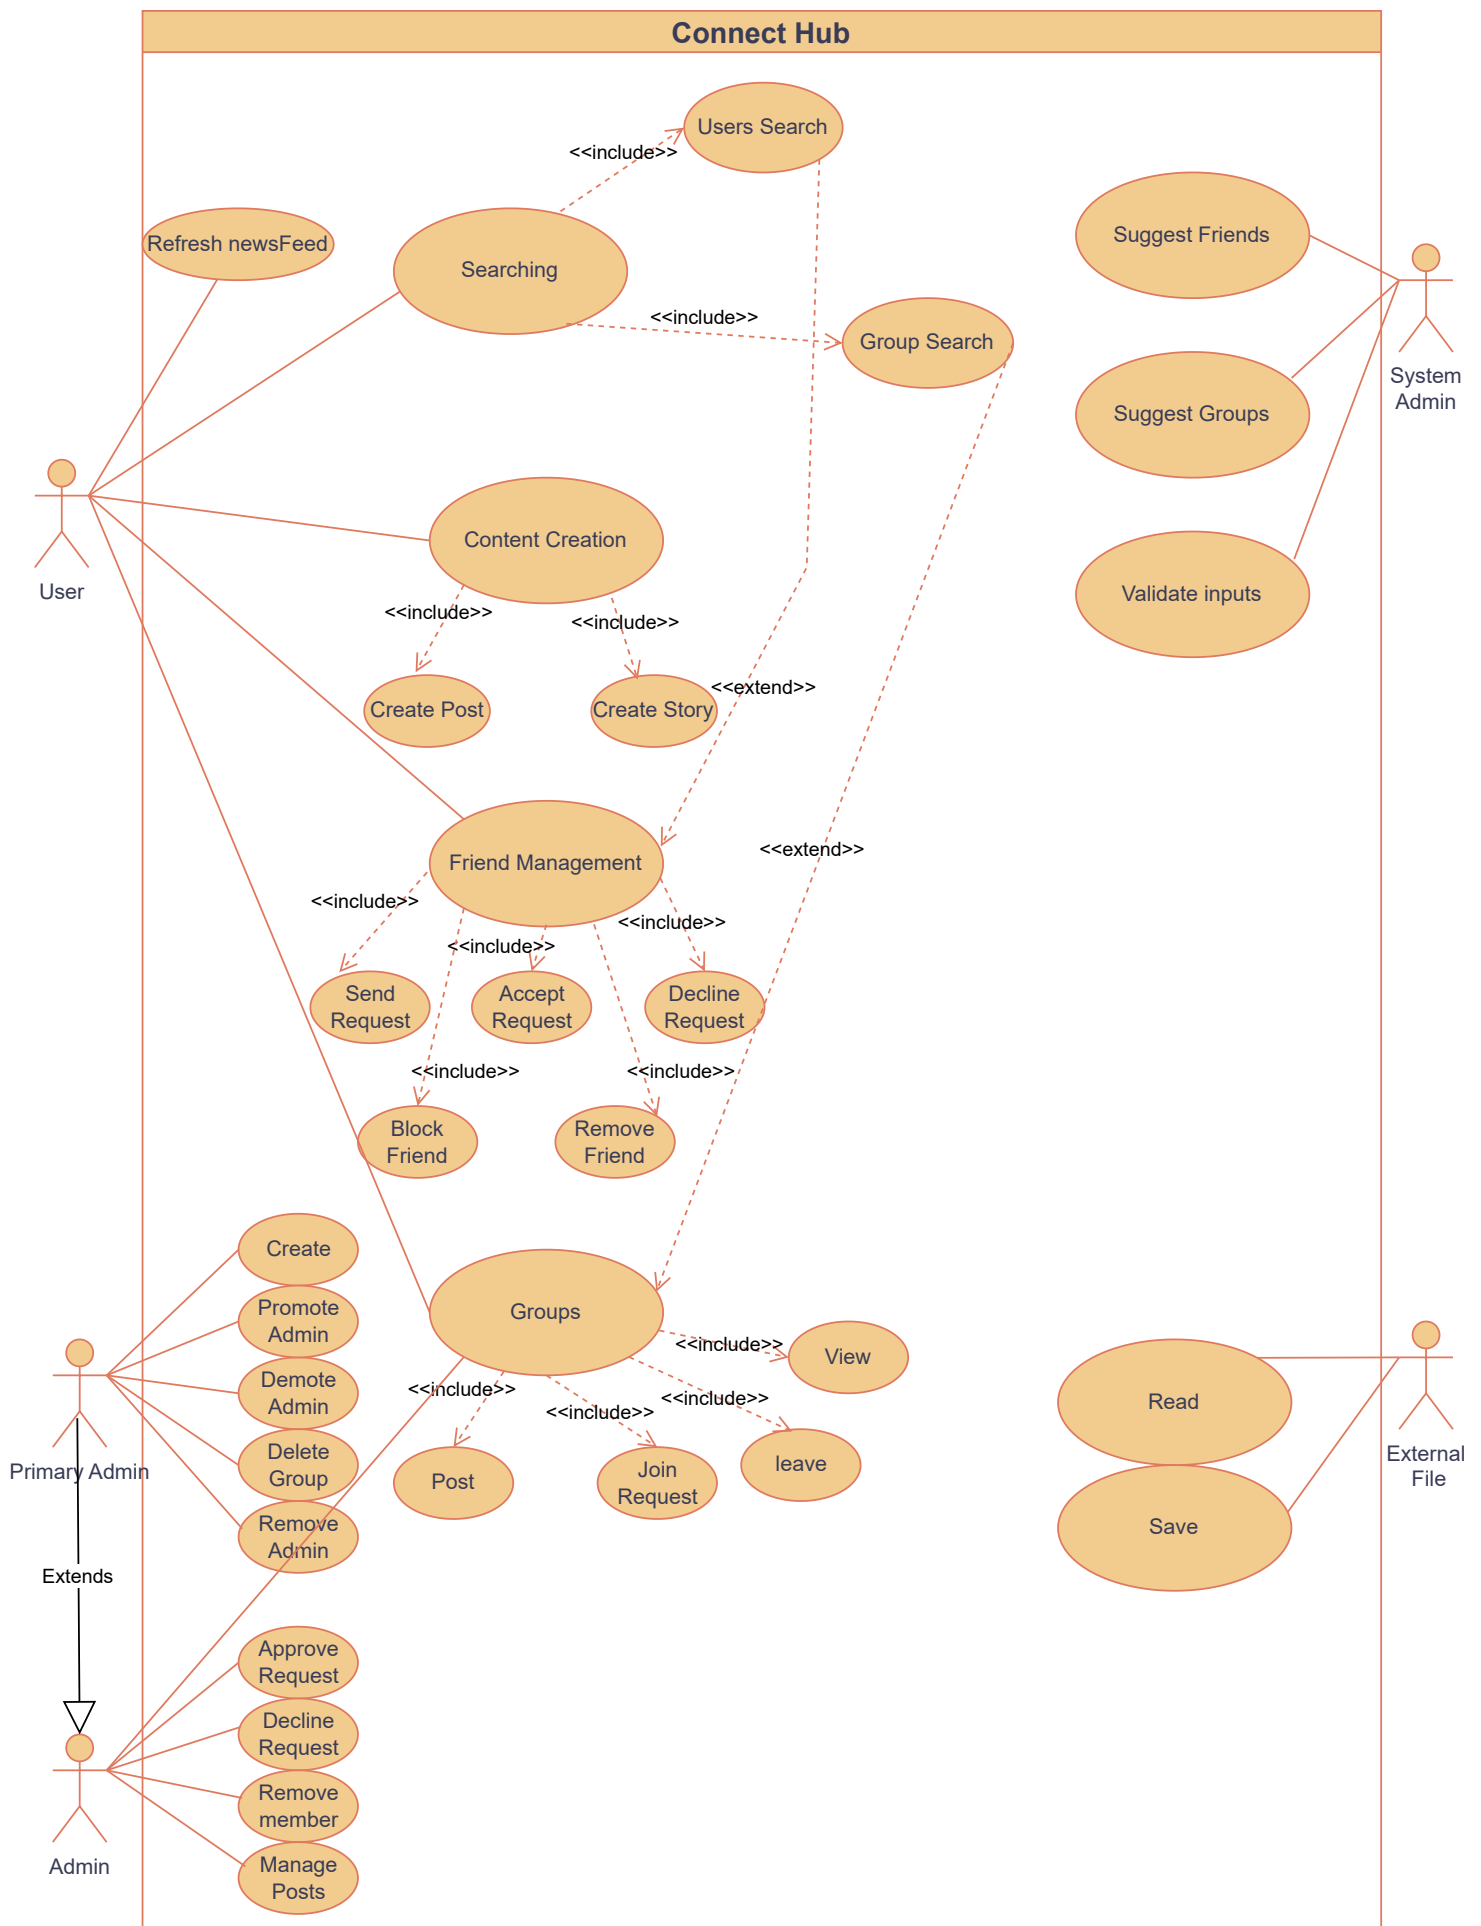 Connect Hub
Users Search
<<include>>
Refresh newsFeed
Searching
Suggest Friends
<<include>>
Group Search
System
Admin
Suggest Groups
User
Content Creation
Validate inputs
<<include>>
<<include>>
Create Post
Create Story
<<extend>>
Friend Management
<<extend>>
<<include>>
<<include>>
<<include>>
Send
Request
Accept
Request
Decline
Request
<<include>>
<<include>>
Block
Friend
Remove
Friend
Create
Promote
Admin
Groups
<<include>>
View
Demote
Admin
<<include>>
<<include>>
<<include>>
Read
Primary Admin
Delete
Group
Post
Join
Request
leave
External
File
Remove
Admin
Save
Extends
Approve
Request
Decline
Request
Remove
member
Admin
Manage
Posts